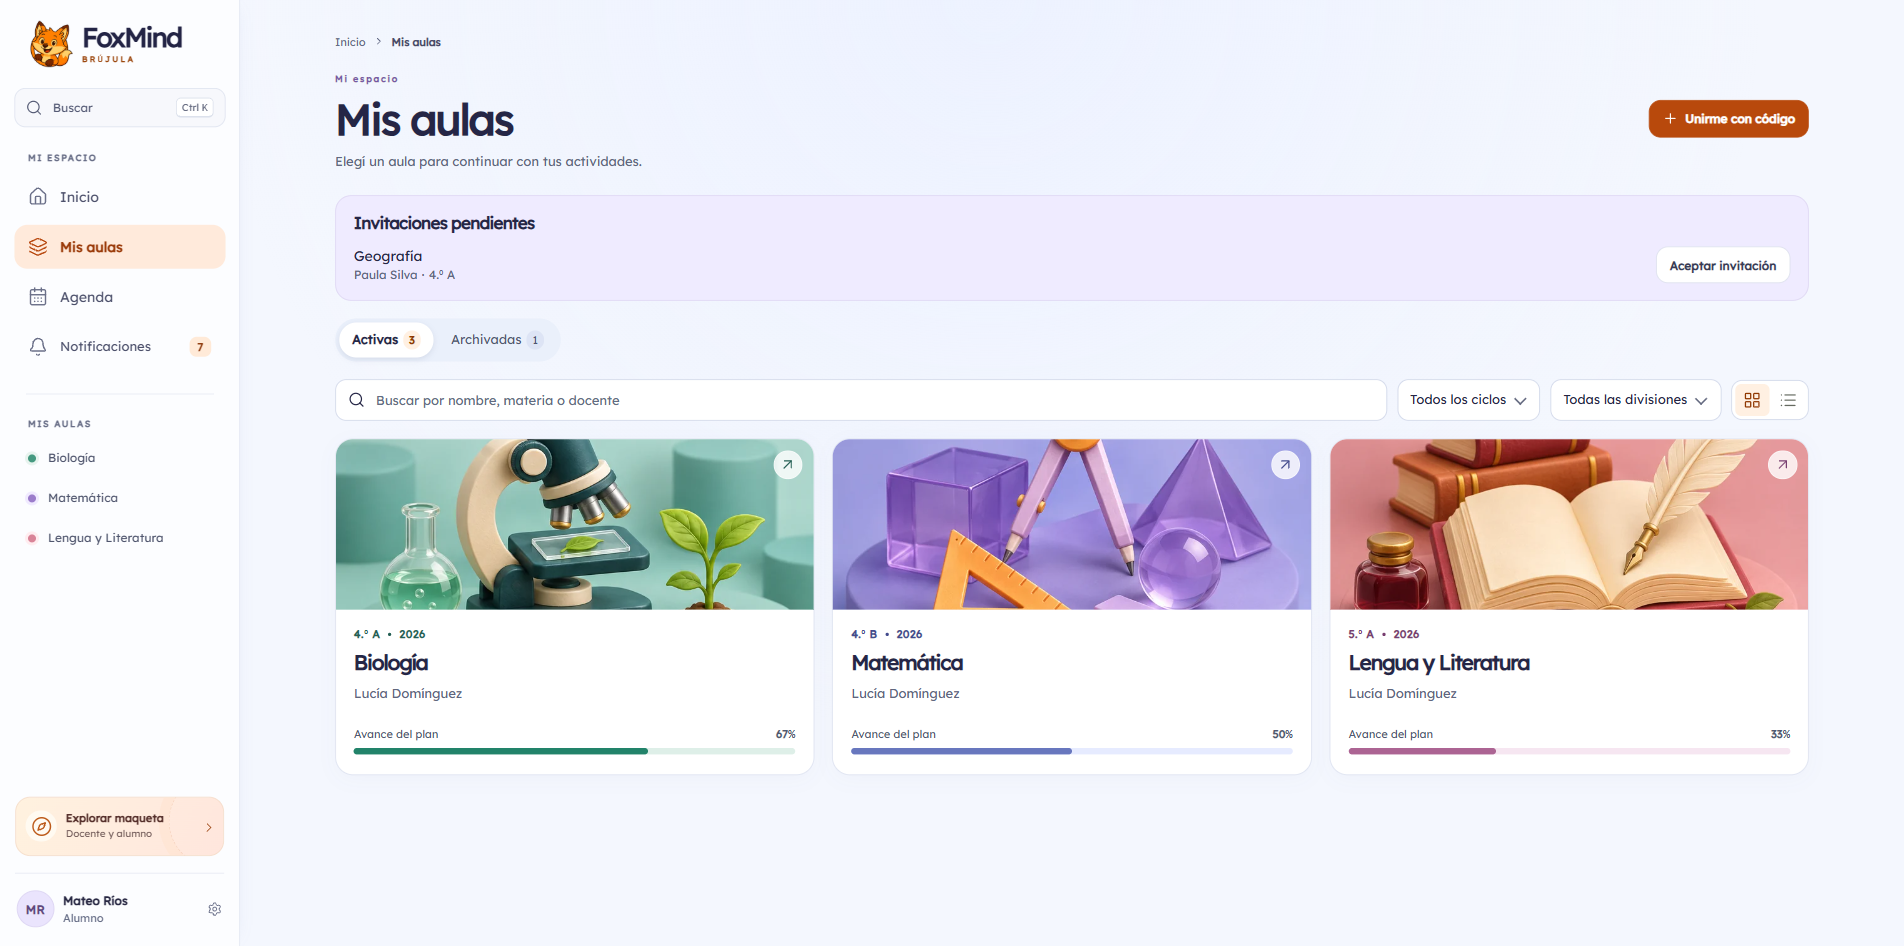 FoxMind
BRÚJULA
Buscar
Ctrl K
MI ESPACIO
Inicio
Mis aulas
Agenda
Notificaciones
7
MIS AULAS
Biología
Matemática
Lengua y Literatura
Explorar maqueta
Docente y alumno
MR
Mateo Ríos
Alumno
Inicio
Mis aulas
Mi espacio
Mis aulas
Elegí un aula para continuar con tus actividades.
Unirme con código
Invitaciones pendientes
Geografía
Paula Silva · 4.º A
Aceptar invitación
Activas 3
Archivadas 1
Buscar por nombre, materia o docente
Todos los ciclos
Todas las divisiones
4.º A • 2026
Biología
Lucía Domínguez
Avance del plan 67%
4.º B • 2026
Matemática
Lucía Domínguez
Avance del plan 50%
5.º A • 2026
Lengua y Literatura
Lucía Domínguez
Avance del plan 33%